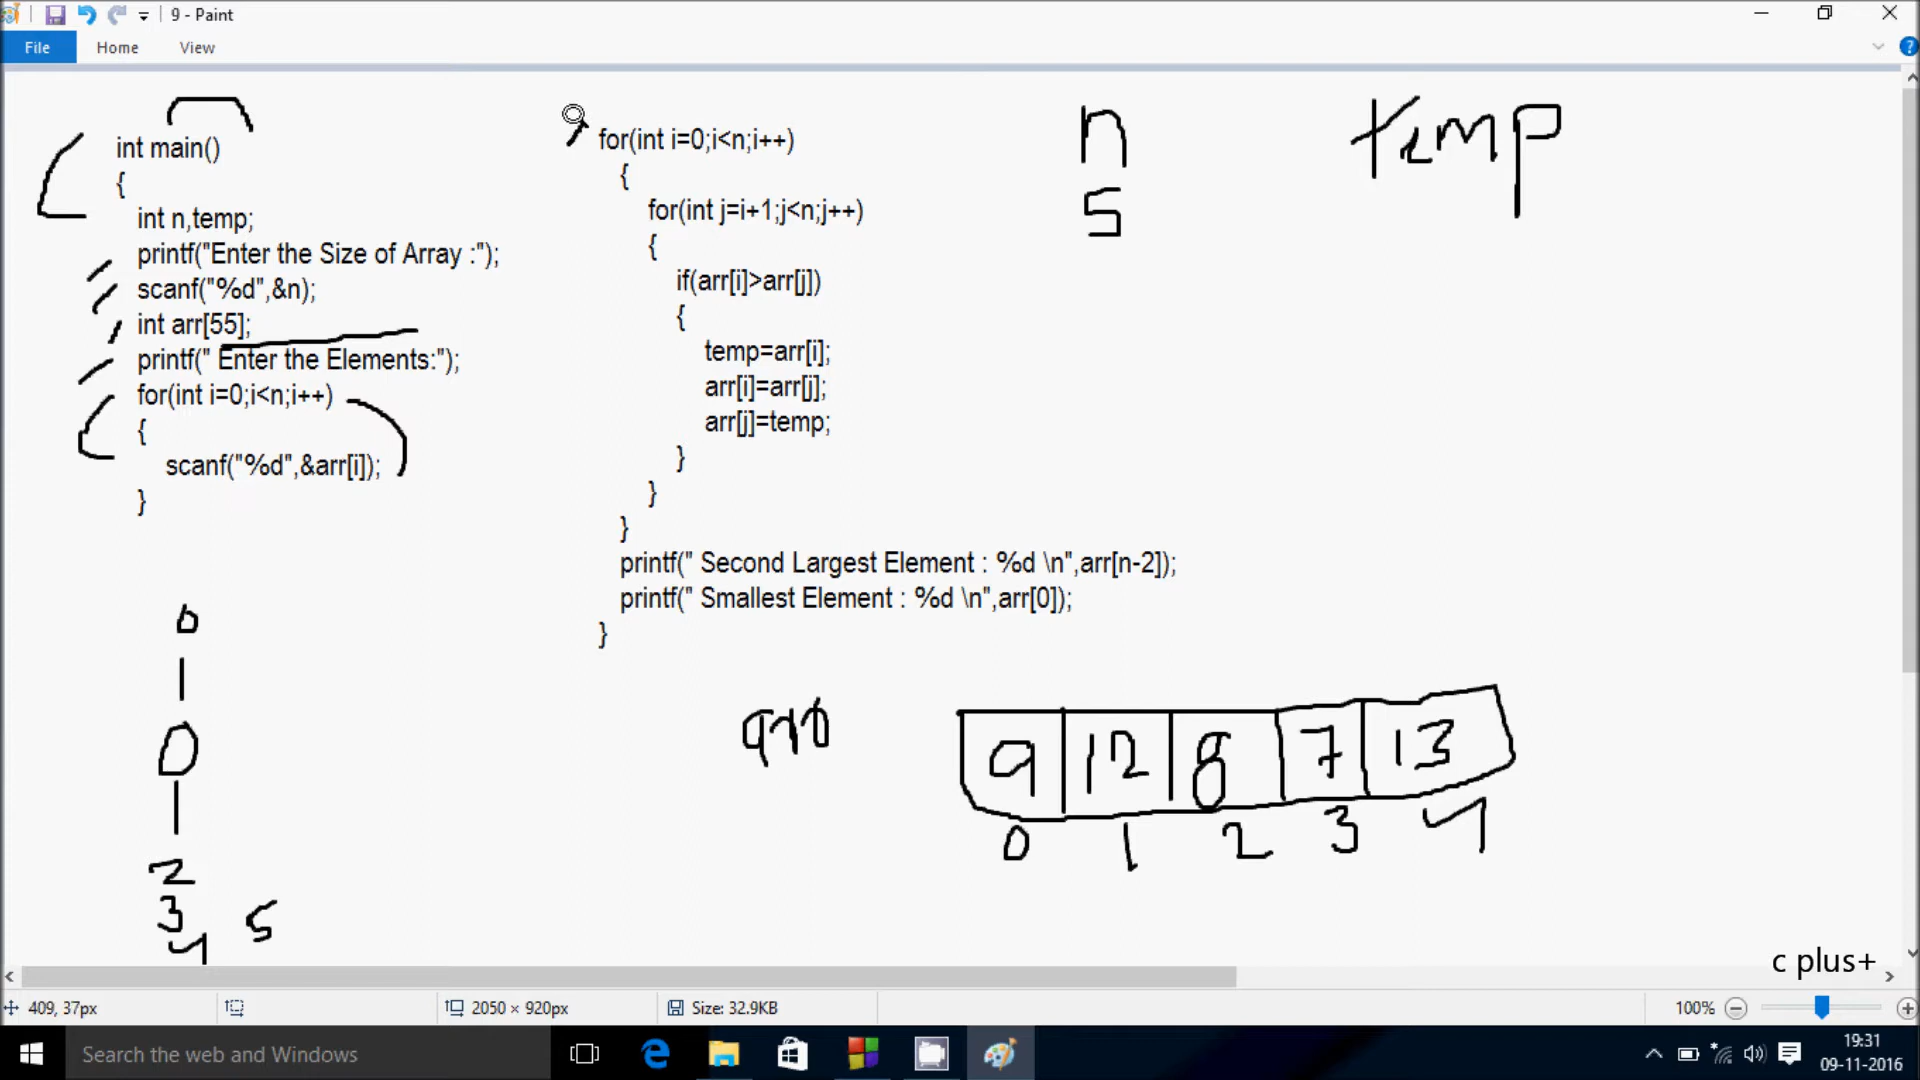 9 - Paint
File Home View
int main()
{
int n,temp;
printf("Enter the Size of Array :");
scanf("%d",&n);
int arr[55];
printf(" Enter the Elements:");
for(int i=0;i<n;i++)
{
scanf("%d",&arr[i]);
}
for(int i=0;i<n;i++)
{
for(int j=i+1;j<n;j++)
{
if(arr[i]>arr[j])
{
temp=arr[i];
arr[i]=arr[j];
arr[j]=temp;
}
}
}
printf(" Second Largest Element : %d \n",arr[n-2]);
printf(" Smallest Element : %d \n",arr[0]);
}
n temp
5
0
1
0
1
2
3 5
4
9 12 8 7 13
0 1 2 3 4
c plus+
409, 37px 2050 × 920px Size: 32.9KB 100%
Search the web and Windows
19:31
09-11-2016